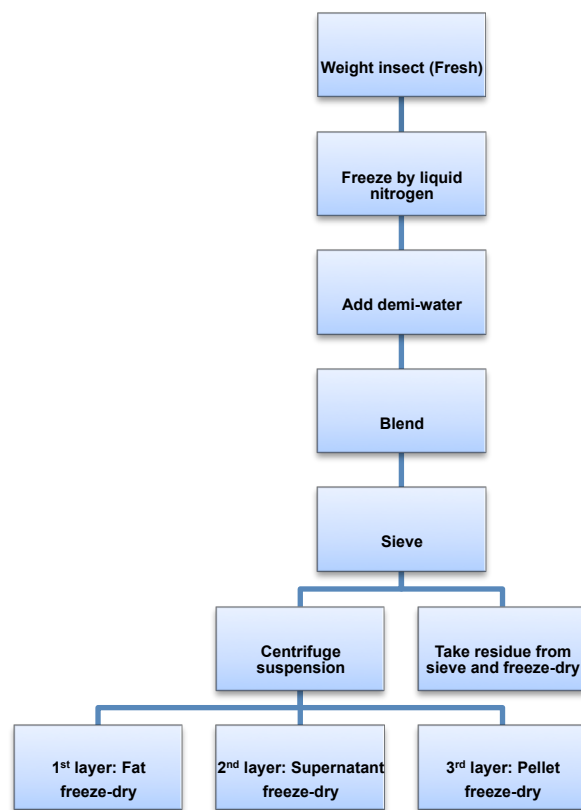 Weight insect (Fresh)
Freeze by liquid
nitrogen
Add demi-water
Blend
Sieve
Centrifuge
suspension
Take residue from
sieve and freeze-dry
1st layer: Fat
freeze-dry
2nd layer: Supernatant
freeze-dry
3rd layer: Pellet
freeze-dry